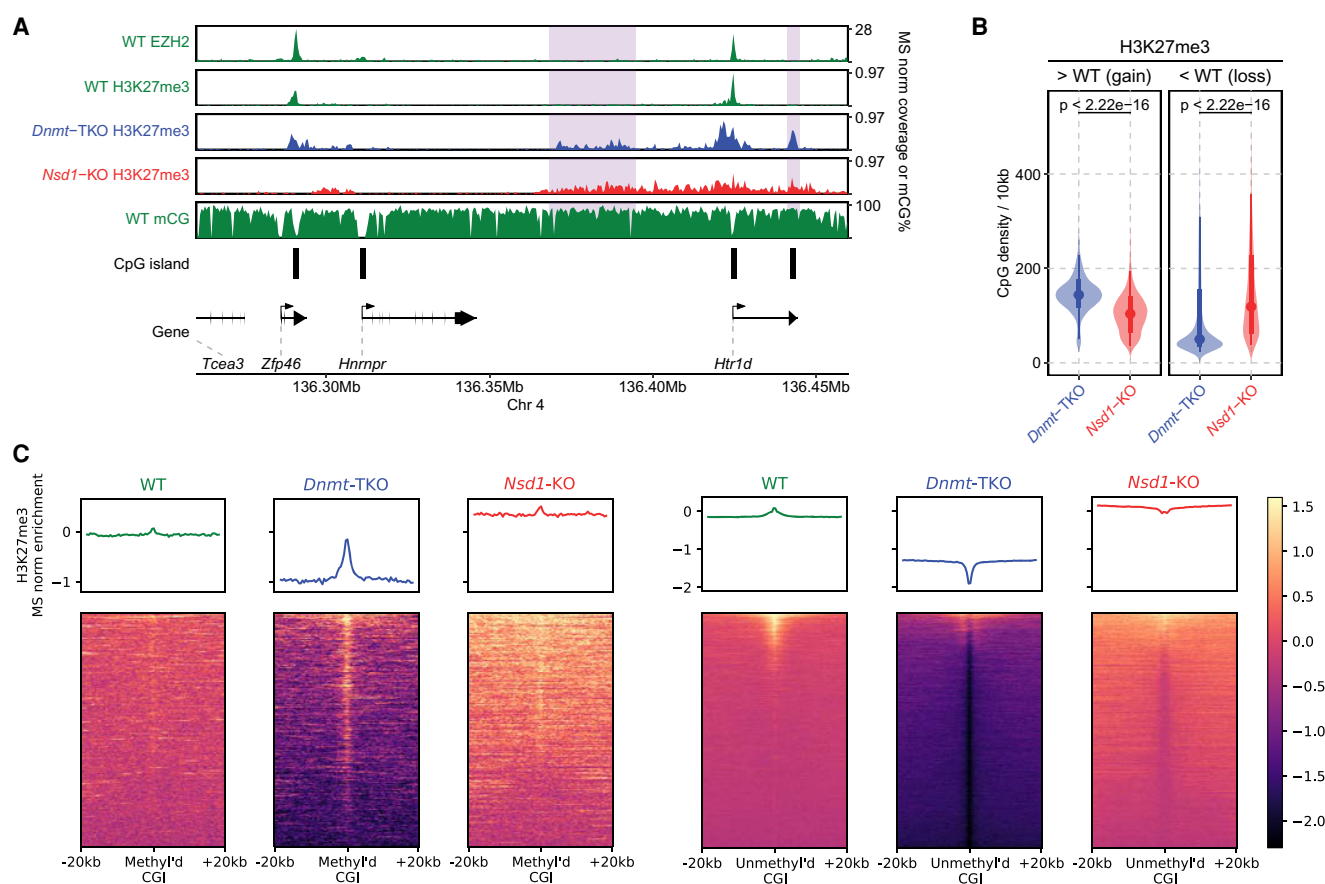 A
WT EZH2
28
WT H3K27me3
0.97
Dnmt−TKO H3K27me3
0.97
Nsd1−KO H3K27me3
0.97
WT mCG
100
MS norm coverage or mCG%
CpG island
Gene
Tcea3 Zfp46 Hnrnpr Htr1d
136.30Mb 136.35Mb 136.40Mb 136.45Mb
Chr 4
B
H3K27me3
> WT (gain) < WT (loss)
p < 2.22e−16 p < 2.22e−16
CpG density / 10kb
400
200
0
Dnmt−TKO Nsd1−KO Dnmt−TKO Nsd1−KO
C
H3K27me3
MS norm enrichment
WT Dnmt-TKO Nsd1-KO WT Dnmt-TKO Nsd1-KO
0
−1
0
−1
−2
1.5
1.0
0.5
0.0
−0.5
−1.0
−1.5
−2.0
-20kb Methyl'd +20kb -20kb Methyl'd +20kb -20kb Methyl'd +20kb -20kb Unmethyl'd +20kb -20kb Unmethyl'd +20kb -20kb Unmethyl'd +20kb
CGI CGI CGI CGI CGI CGI